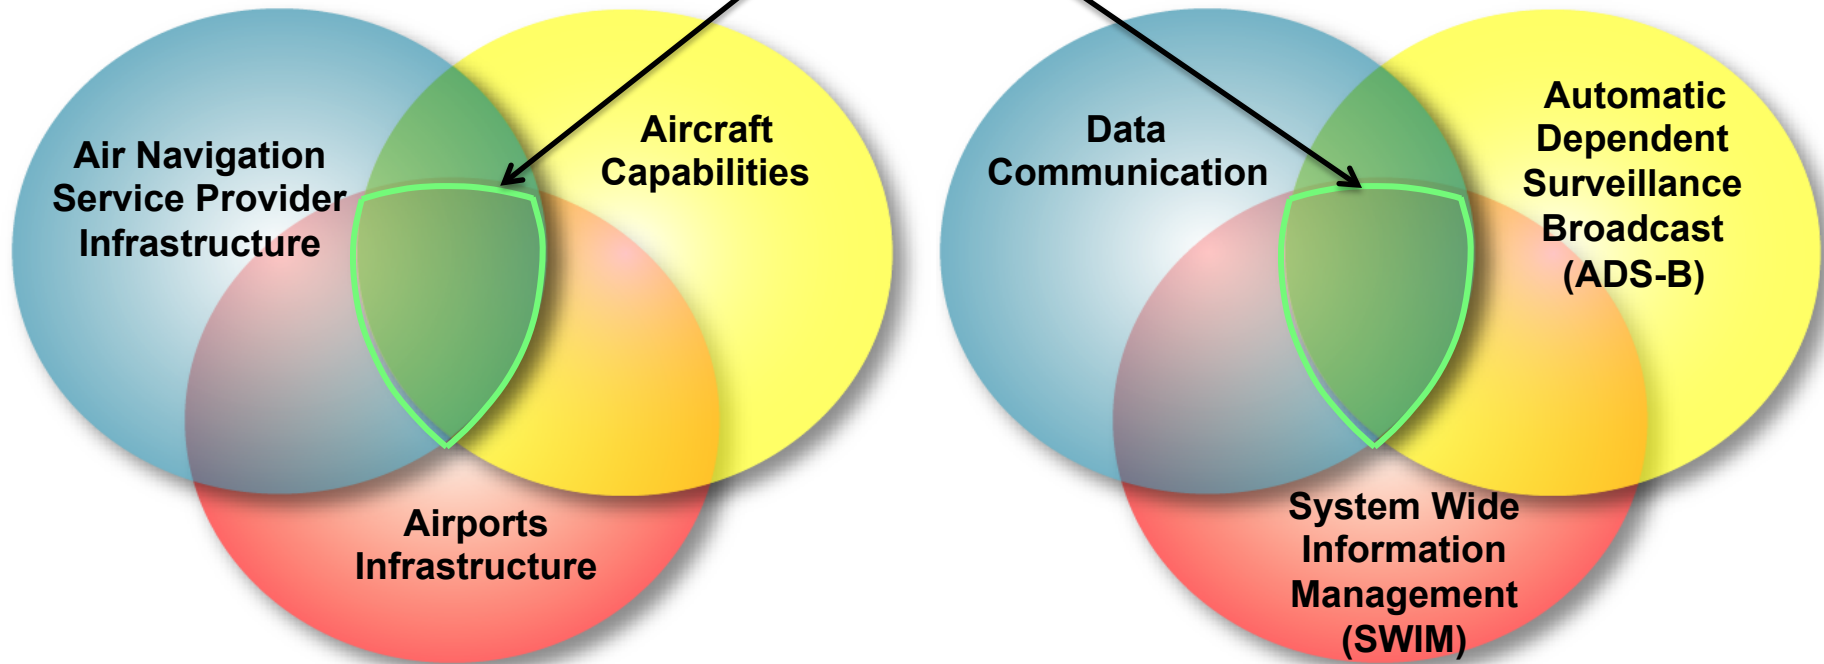 Air Navigation
Service Provider
Infrastructure
Aircraft
Capabilities
Airports
Infrastructure
Data
Communication
Automatic
Dependent
Surveillance
Broadcast
(ADS-B)
System Wide
Information
Management
(SWIM)